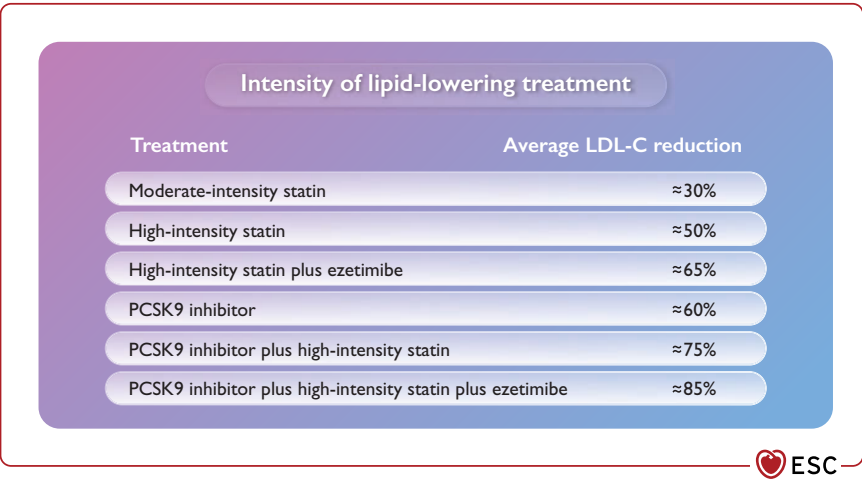 Intensity of lipid-lowering treatment
Treatment Average LDL-C reduction
Moderate-intensity statin ≈30%
High-intensity statin ≈50%
High-intensity statin plus ezetimibe ≈65%
PCSK9 inhibitor ≈60%
PCSK9 inhibitor plus high-intensity statin ≈75%
PCSK9 inhibitor plus high-intensity statin plus ezetimibe ≈85%
ESC